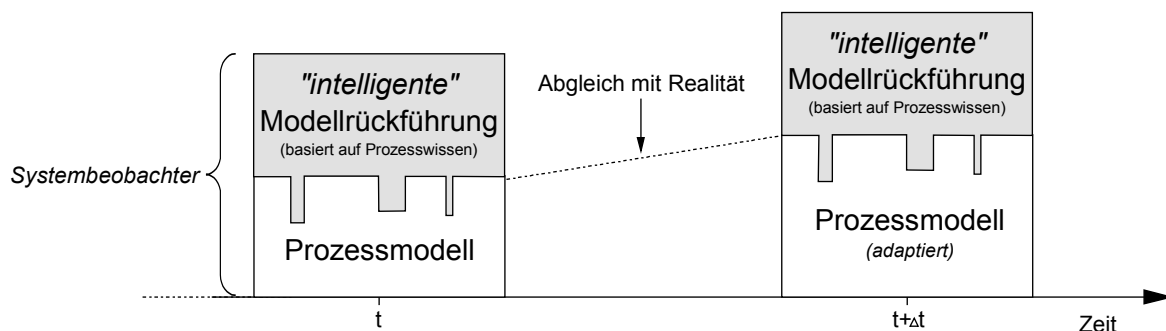 "intelligente"
Modellrückführung
(basiert auf Prozesswissen)
Systembeobachter
Prozessmodell
Abgleich mit Realität
"intelligente"
Modellrückführung
(basiert auf Prozesswissen)
Prozessmodell
(adaptiert)
t
t+Δt
Zeit